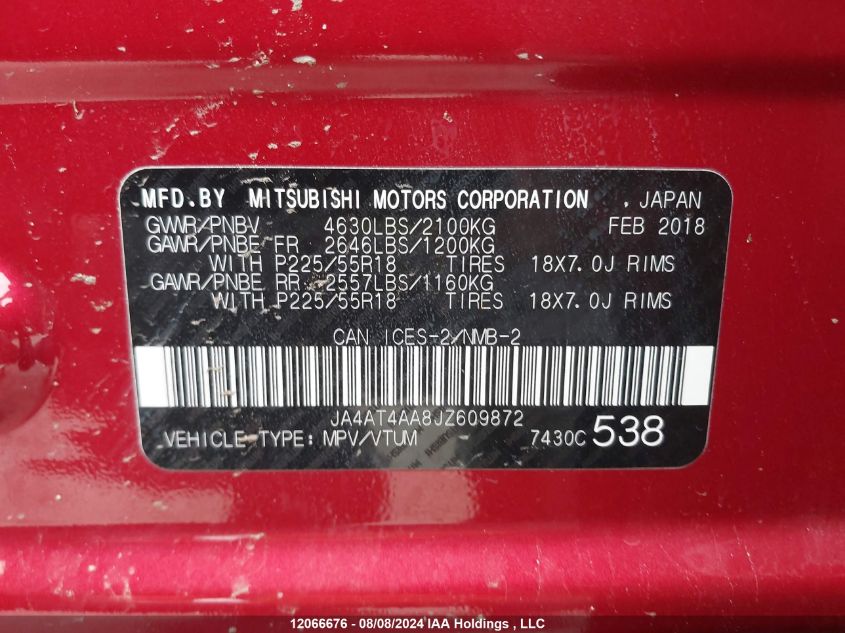 MFD.BY MITSUBISHI MOTORS CORPORATION , JAPAN
GVWR/PNBV 4630LBS/2100KG FEB 2018
GAWR/PNBE FR 2646LBS/1200KG
WITH P225/55R18 TIRES 18X7.0J RIMS
GAWR/PNBE RR 2557LBS/1160KG
WITH P225/55R18 TIRES 18X7.0J RIMS
CAN ICES-2/NMB-2
JA4AT4AA8JZ609872
VEHICLE TYPE: MPV/VTUM 7430C 538
12066676 - 08/08/2024 IAA Holdings , LLC